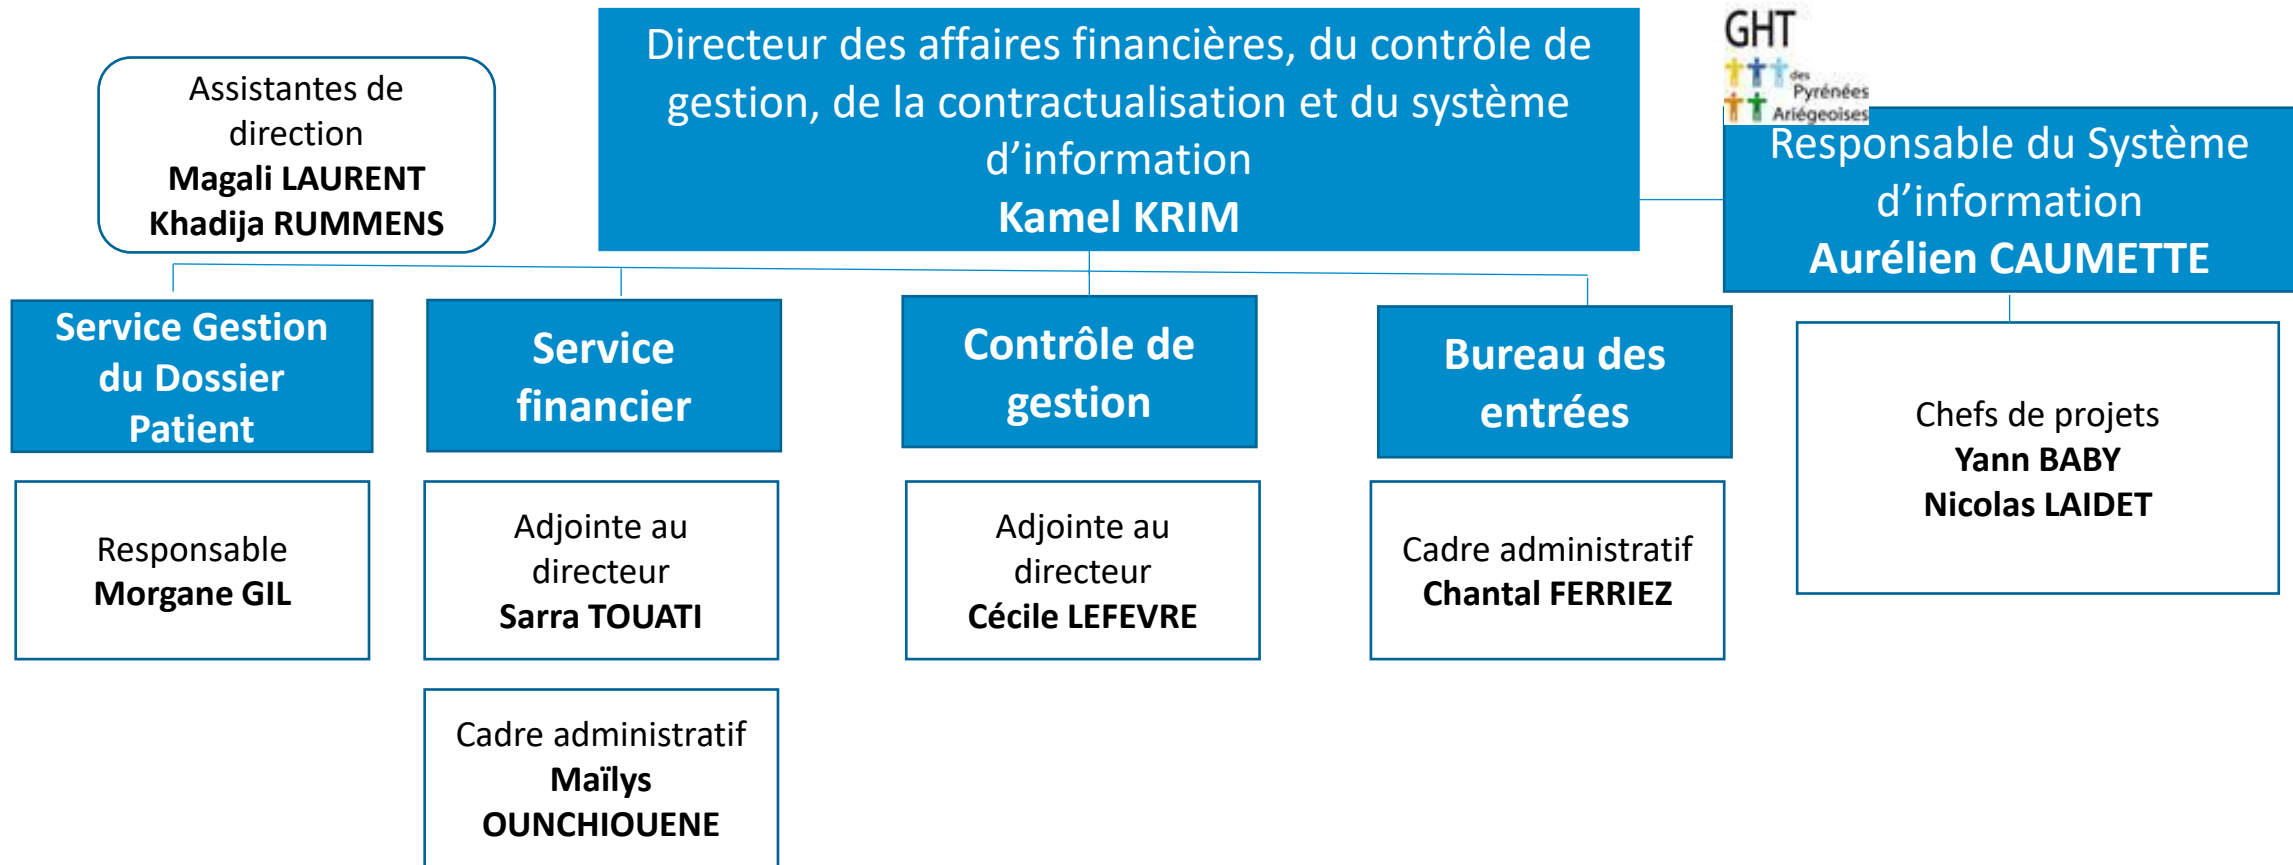 Assistantes de
direction
Magali LAURENT
Khadija RUMMENS
Directeur des affaires financières, du contrôle de
gestion, de la contractualisation et du système
d’information
Kamel KRIM
GHT
des
Pyrénées
Ariégeoises
Responsable du Système
d’information
Aurélien CAUMETTE
Service Gestion
du Dossier
Patient
Service
financier
Contrôle de
gestion
Bureau des
entrées
Chefs de projets
Yann BABY
Nicolas LAIDET
Responsable
Morgane GIL
Adjointe au
directeur
Sarra TOUATI
Adjointe au
directeur
Cécile LEFEVRE
Cadre administratif
Chantal FERRIEZ
Cadre administratif
Maïlys
OUNCHIOUENE